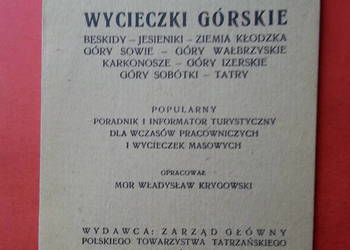 WYCIECZKI GÓRSKIE
BESKIDY – JESIENIKI – ZIEMIA KŁODZKA
GÓRY SOWIE – GÓRY WAŁBRZYSKIE
KARKONOSZE – GÓRY IZERSKIE
GÓRY SOBÓTKI – TATRY
POPULARNY
PORADNIK I INFORMATOR TURYSTYCZNY
DLA WCZASÓW PRACOWNICZYCH
I WYCIECZEK MASOWYCH
OPRACOWAŁ
MGR WŁADYSŁAW KRYGOWSKI
WYDAWCA: ZARZĄD GŁÓWNY
POLSKIEGO TOWARZYSTWA TATRZAŃSKIEGO